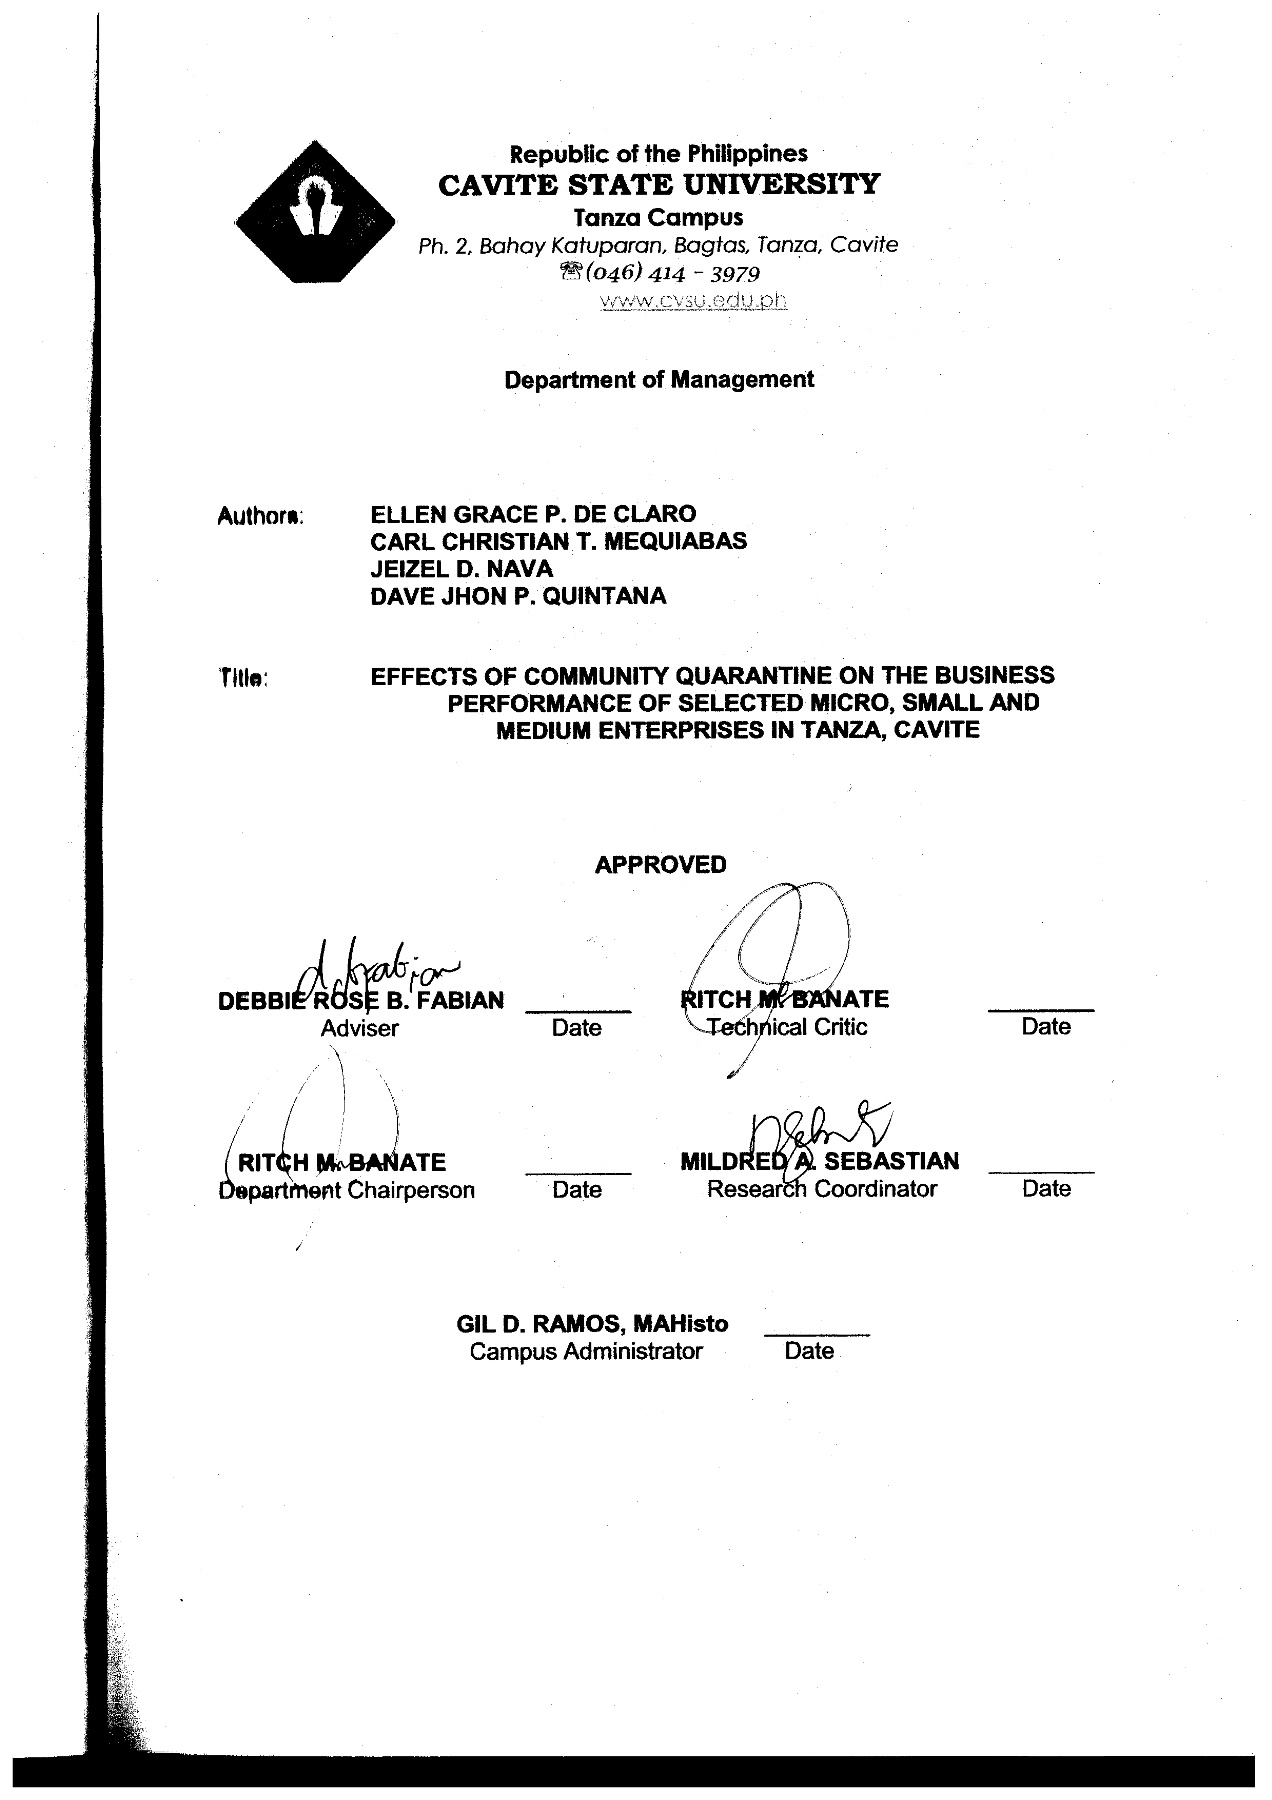 Republic of the Philippines
CAVITE STATE UNIVERSITY
Tanza Campus
Ph. 2, Bahay Katuparan, Bagtas, Tanza, Cavite
☎(046) 414 - 3979
www.cvsu.edu.ph
Department of Management
Authors: ELLEN GRACE P. DE CLARO
CARL CHRISTIAN T. MEQUIABAS
JEIZEL D. NAVA
DAVE JHON P. QUINTANA
Title: EFFECTS OF COMMUNITY QUARANTINE ON THE BUSINESS
PERFORMANCE OF SELECTED MICRO, SMALL AND
MEDIUM ENTERPRISES IN TANZA, CAVITE
APPROVED
DEBBIE ROSE B. FABIAN RITCH M. BANATE
Adviser Date Technical Critic Date
RITCH M. BANATE MILDRED A. SEBASTIAN
Department Chairperson Date Research Coordinator Date
GIL D. RAMOS, MAHisto
Campus Administrator Date